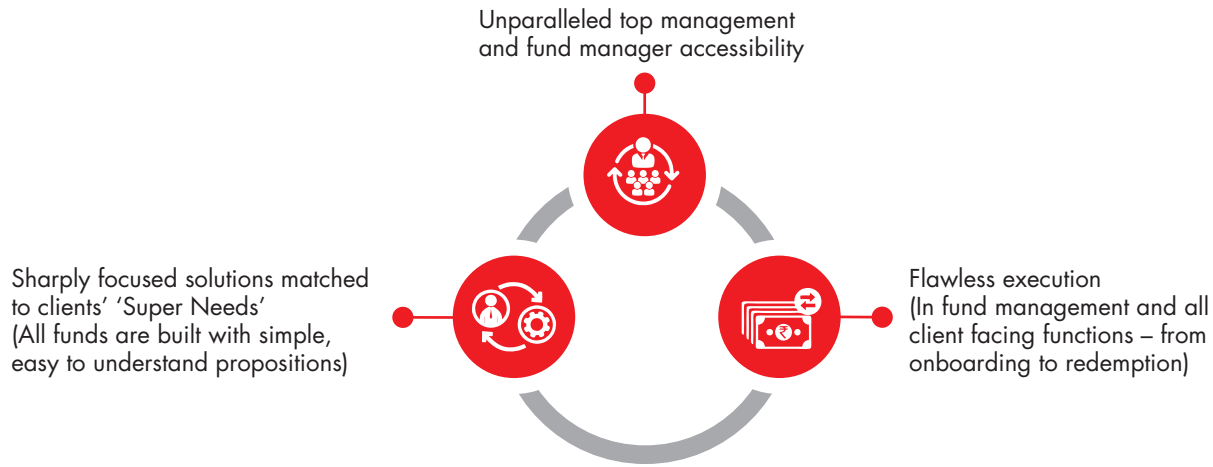 Unparalleled top management
and fund manager accessibility
Sharply focused solutions matched
to clients’ ‘Super Needs’
(All funds are built with simple,
easy to understand propositions)
Flawless execution
(In fund management and all
client facing functions – from
onboarding to redemption)
₹